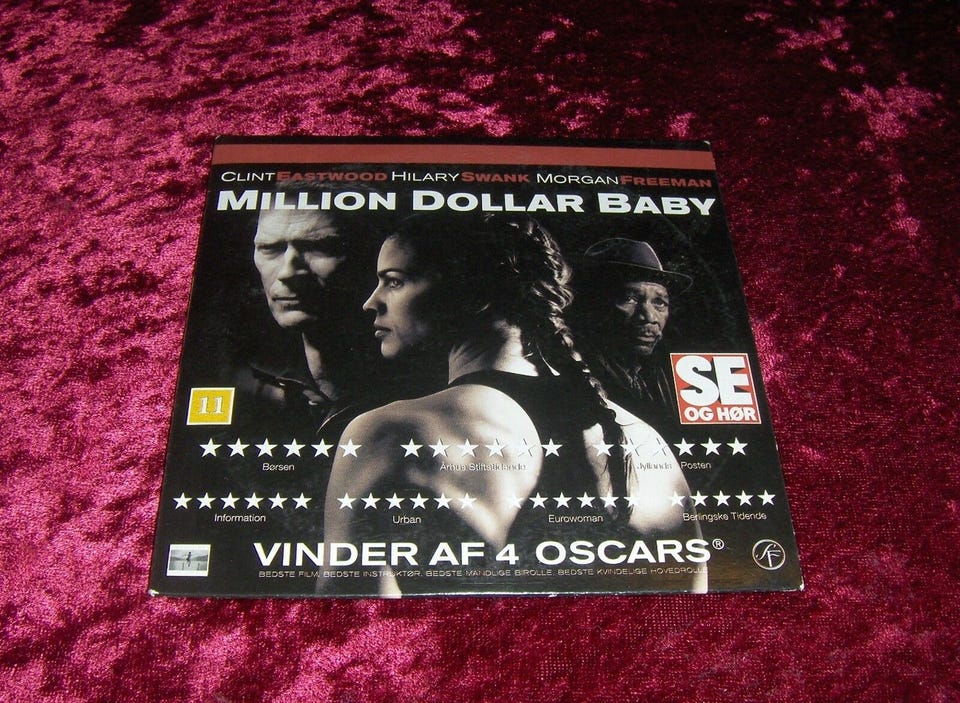 CLINT EASTWOOD HILARY SWANK MORGAN FREEMAN
MILLION DOLLAR BABY
SE
OG HØR
11
Børsen
Århus Stiftstidende
Jyllands Posten
Information
Urban
Eurowoman
Berlingske Tidende
VINDER AF 4 OSCARS®
BEDSTE FILM, BEDSTE INSTRUKTØR, BEDSTE MANDLIGE BIROLLE, BEDSTE KVINDELIGE HOVEDROLLE
SF